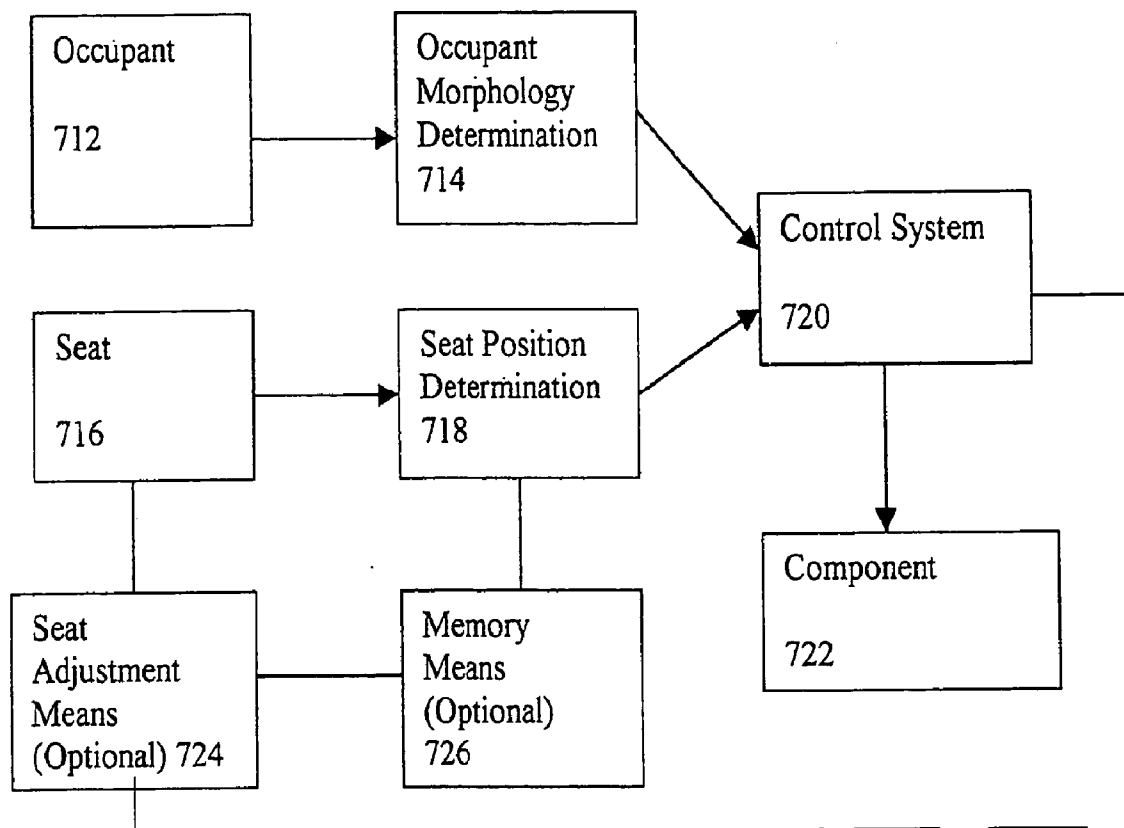 Occupant
712
Occupant
Morphology
Determination
714
Control System
720
Seat
716
Seat Position
Determination
718
Component
722
Seat
Adjustment
Means
(Optional) 724
Memory
Means
(Optional)
726